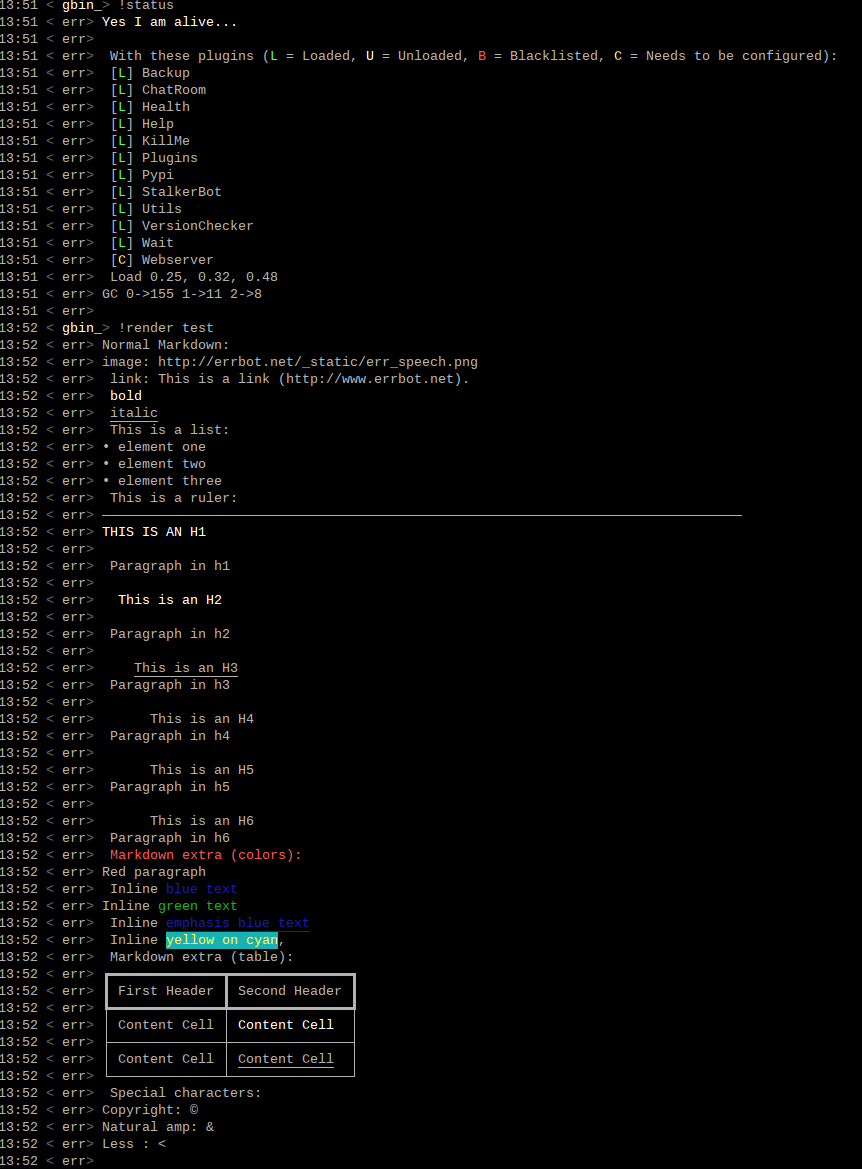 13:51 < gbin_> !status
13:51 < err> Yes I am alive...
13:51 < err>
13:51 < err> With these plugins (L = Loaded, U = Unloaded, B = Blacklisted, C = Needs to be configured):
13:51 < err> [L] Backup
13:51 < err> [L] ChatRoom
13:51 < err> [L] Health
13:51 < err> [L] Help
13:51 < err> [L] KillMe
13:51 < err> [L] Plugins
13:51 < err> [L] Pypi
13:51 < err> [L] StalkerBot
13:51 < err> [L] Utils
13:51 < err> [L] VersionChecker
13:51 < err> [L] Wait
13:51 < err> [C] Webserver
13:51 < err> Load 0.25, 0.32, 0.48
13:51 < err> GC 0->155 1->11 2->8
13:51 < err>
13:52 < gbin_> !render test
13:52 < err> Normal Markdown:
13:52 < err> image: http://errbot.net/_static/err_speech.png
13:52 < err> link: This is a link (http://www.errbot.net).
13:52 < err> bold
13:52 < err> italic
13:52 < err> This is a list:
13:52 < err> • element one
13:52 < err> • element two
13:52 < err> • element three
13:52 < err> This is a ruler:
13:52 < err> ────────────────────────────────────────────────────────────────────────────────
13:52 < err> THIS IS AN H1
13:52 < err>
13:52 < err> Paragraph in h1
13:52 < err>
13:52 < err> This is an H2
13:52 < err>
13:52 < err> Paragraph in h2
13:52 < err>
13:52 < err> This is an H3
13:52 < err> Paragraph in h3
13:52 < err>
13:52 < err> This is an H4
13:52 < err> Paragraph in h4
13:52 < err>
13:52 < err> This is an H5
13:52 < err> Paragraph in h5
13:52 < err>
13:52 < err> This is an H6
13:52 < err> Paragraph in h6
13:52 < err> Markdown extra (colors):
13:52 < err> Red paragraph
13:52 < err> Inline blue text
13:52 < err> Inline green text
13:52 < err> Inline emphasis blue text
13:52 < err> Inline yellow on cyan,
13:52 < err> Markdown extra (table):
13:52 < err>
13:52 < err> First Header Second Header
13:52 < err>
13:52 < err> Content Cell Content Cell
13:52 < err>
13:52 < err> Content Cell Content Cell
13:52 < err>
13:52 < err> Special characters:
13:52 < err> Copyright: ©
13:52 < err> Natural amp: &
13:52 < err> Less : <
13:52 < err>